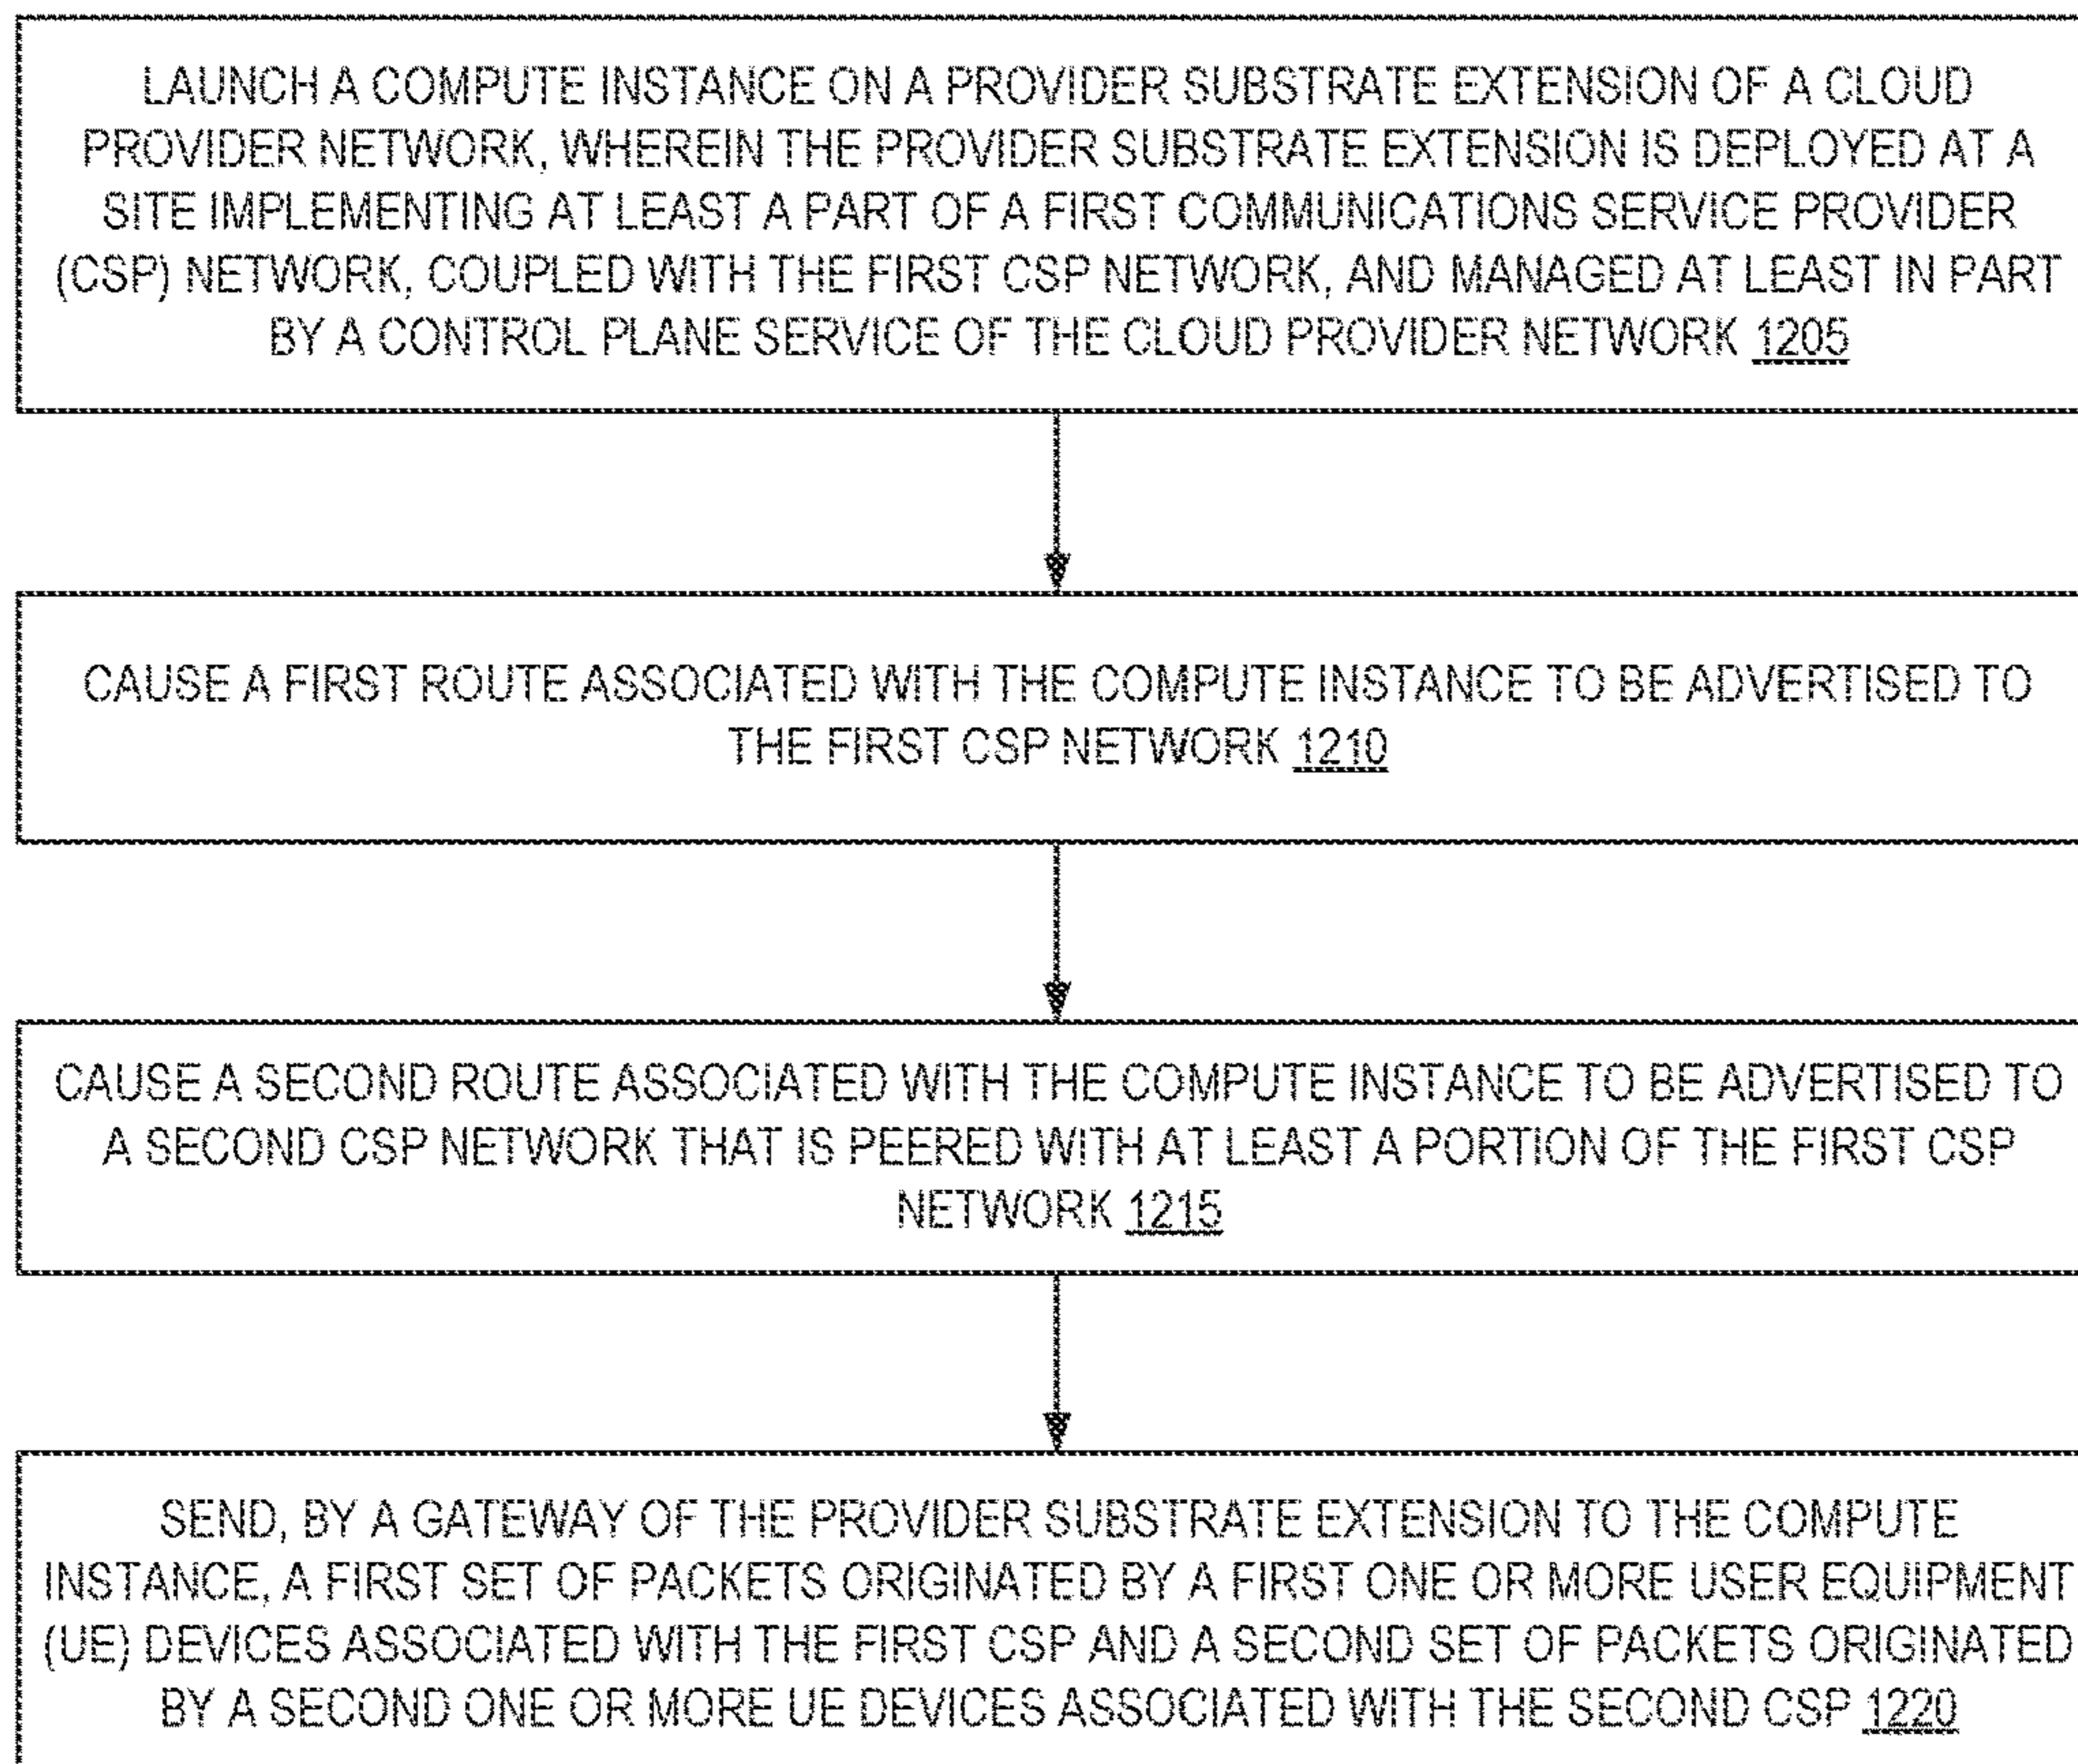 LAUNCH A COMPUTE INSTANCE ON A PROVIDER SUBSTRATE EXTENSION OF A CLOUD
PROVIDER NETWORK, WHEREIN THE PROVIDER SUBSTRATE EXTENSION IS DEPLOYED AT A
SITE IMPLEMENTING AT LEAST A PART OF A FIRST COMMUNICATIONS SERVICE PROVIDER
(CSP) NETWORK, COUPLED WITH THE FIRST CSP NETWORK, AND MANAGED AT LEAST IN PART
BY A CONTROL PLANE SERVICE OF THE CLOUD PROVIDER NETWORK 1205
CAUSE A FIRST ROUTE ASSOCIATED WITH THE COMPUTE INSTANCE TO BE ADVERTISED TO
THE FIRST CSP NETWORK 1210
CAUSE A SECOND ROUTE ASSOCIATED WITH THE COMPUTE INSTANCE TO BE ADVERTISED TO
A SECOND CSP NETWORK THAT IS PEERED WITH AT LEAST A PORTION OF THE FIRST CSP
NETWORK 1215
SEND, BY A GATEWAY OF THE PROVIDER SUBSTRATE EXTENSION TO THE COMPUTE
INSTANCE, A FIRST SET OF PACKETS ORIGINATED BY A FIRST ONE OR MORE USER EQUIPMENT
(UE) DEVICES ASSOCIATED WITH THE FIRST CSP AND A SECOND SET OF PACKETS ORIGINATED
BY A SECOND ONE OR MORE UE DEVICES ASSOCIATED WITH THE SECOND CSP 1220